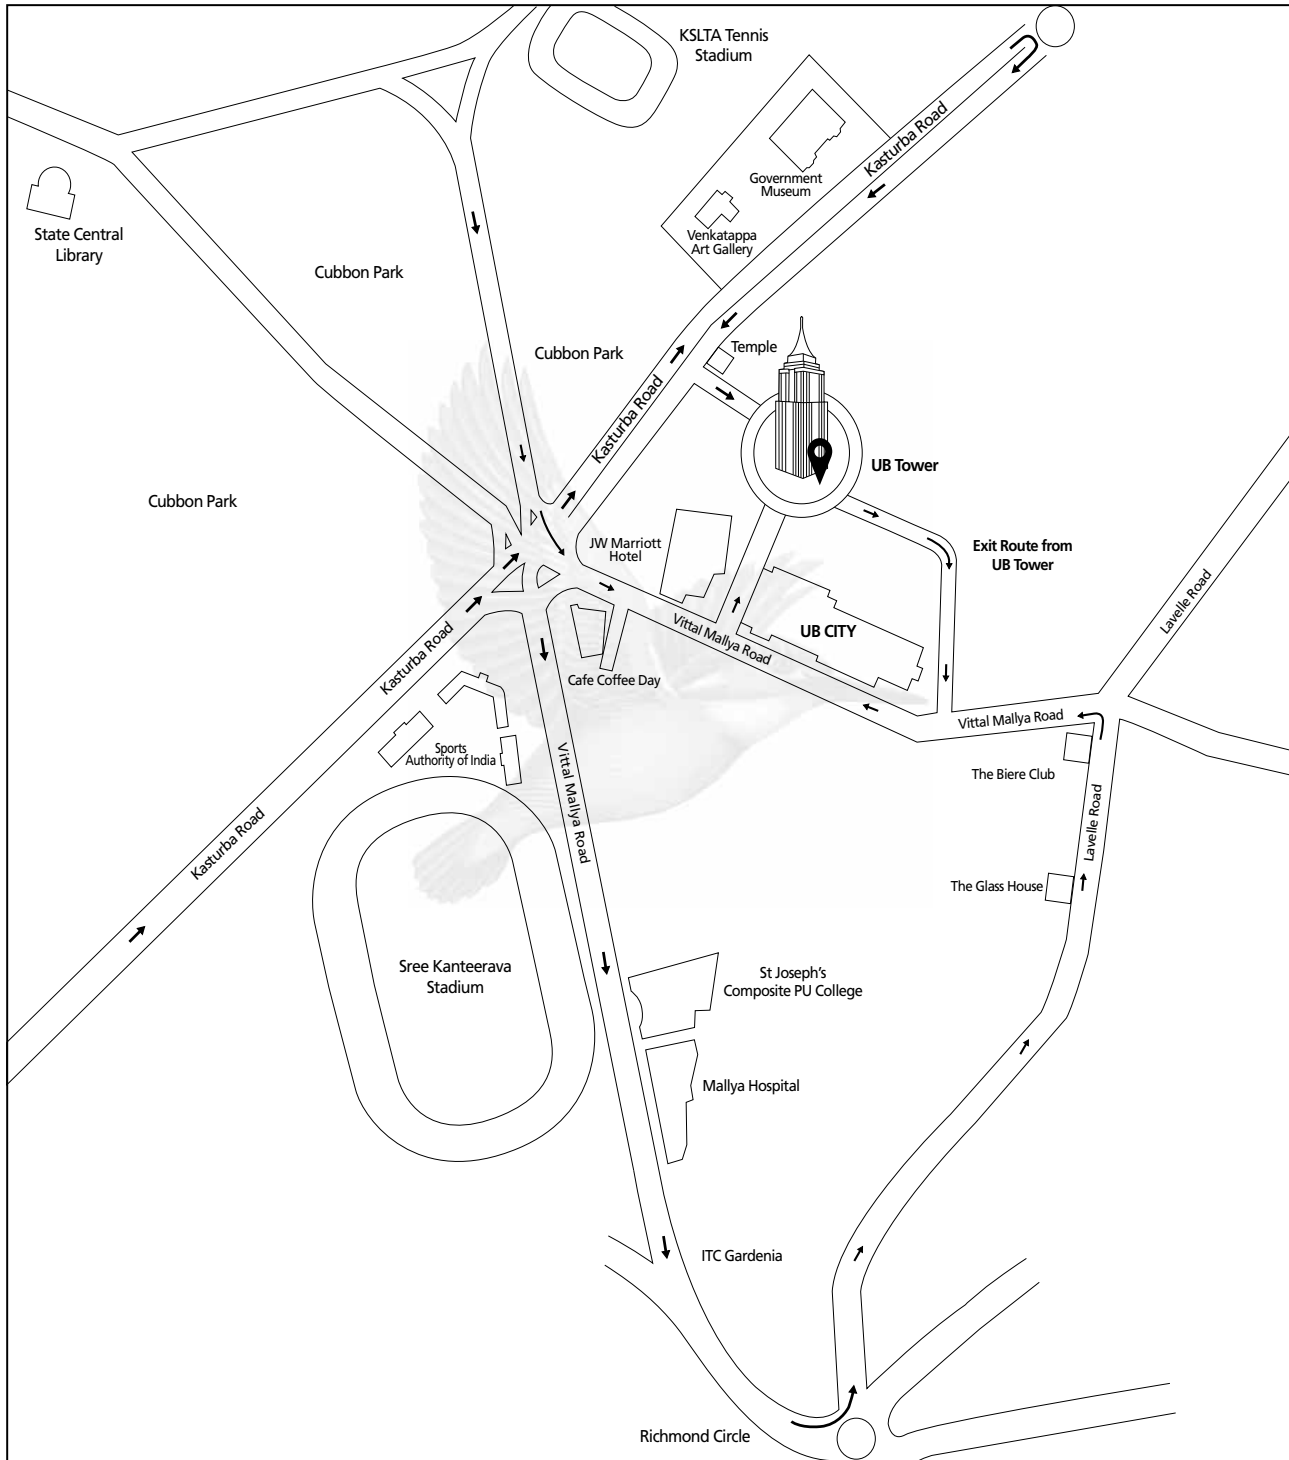 KSLTA Tennis
Stadium
Kasturba Road
Government
Museum
Venkatappa
Art Gallery
State Central
Library
Cubbon Park
Cubbon Park
Temple
Kasturba Road
UB Tower
Cubbon Park
JW Marriott
Hotel
Exit Route from
UB Tower
Lavelle Road
Vittal Mallya Road
UB CITY
Kasturba Road
Cafe Coffee Day
Vittal Mallya Road
Sports
Authority of India
The Biere Club
Vittal Mallya Road
Lavelle Road
Kasturba Road
The Glass House
Sree Kanteerava
Stadium
St Joseph's
Composite PU College
Mallya Hospital
ITC Gardenia
Richmond Circle